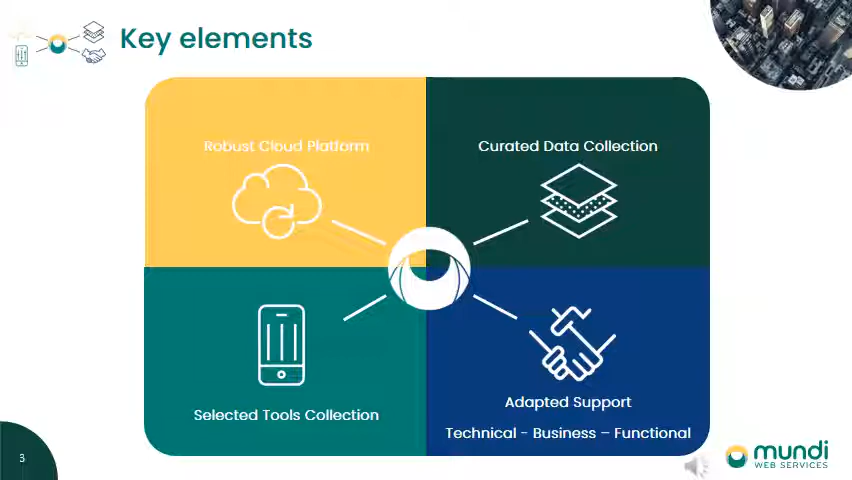 Key elements
Robust Cloud Platform
Curated Data Collection
Selected Tools Collection
Adapted Support
Technical - Business – Functional
3
mundi
WEB SERVICES